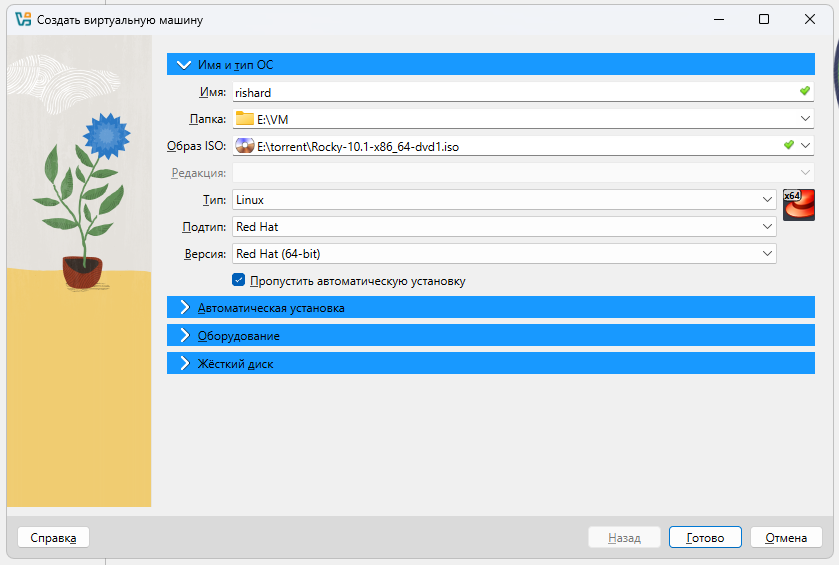 Создать виртуальную машину
Имя и тип ОС
Имя: rishard
Папка: E:\VM
Образ ISO: E:\torrent\Rocky-10.1-x86_64-dvd1.iso
Редакция:
Тип: Linux x64
Подтип: Red Hat
Версия: Red Hat (64-bit)
Пропустить автоматическую установку
Автоматическая установка
Оборудование
Жёсткий диск
Справка Назад Готово Отмена